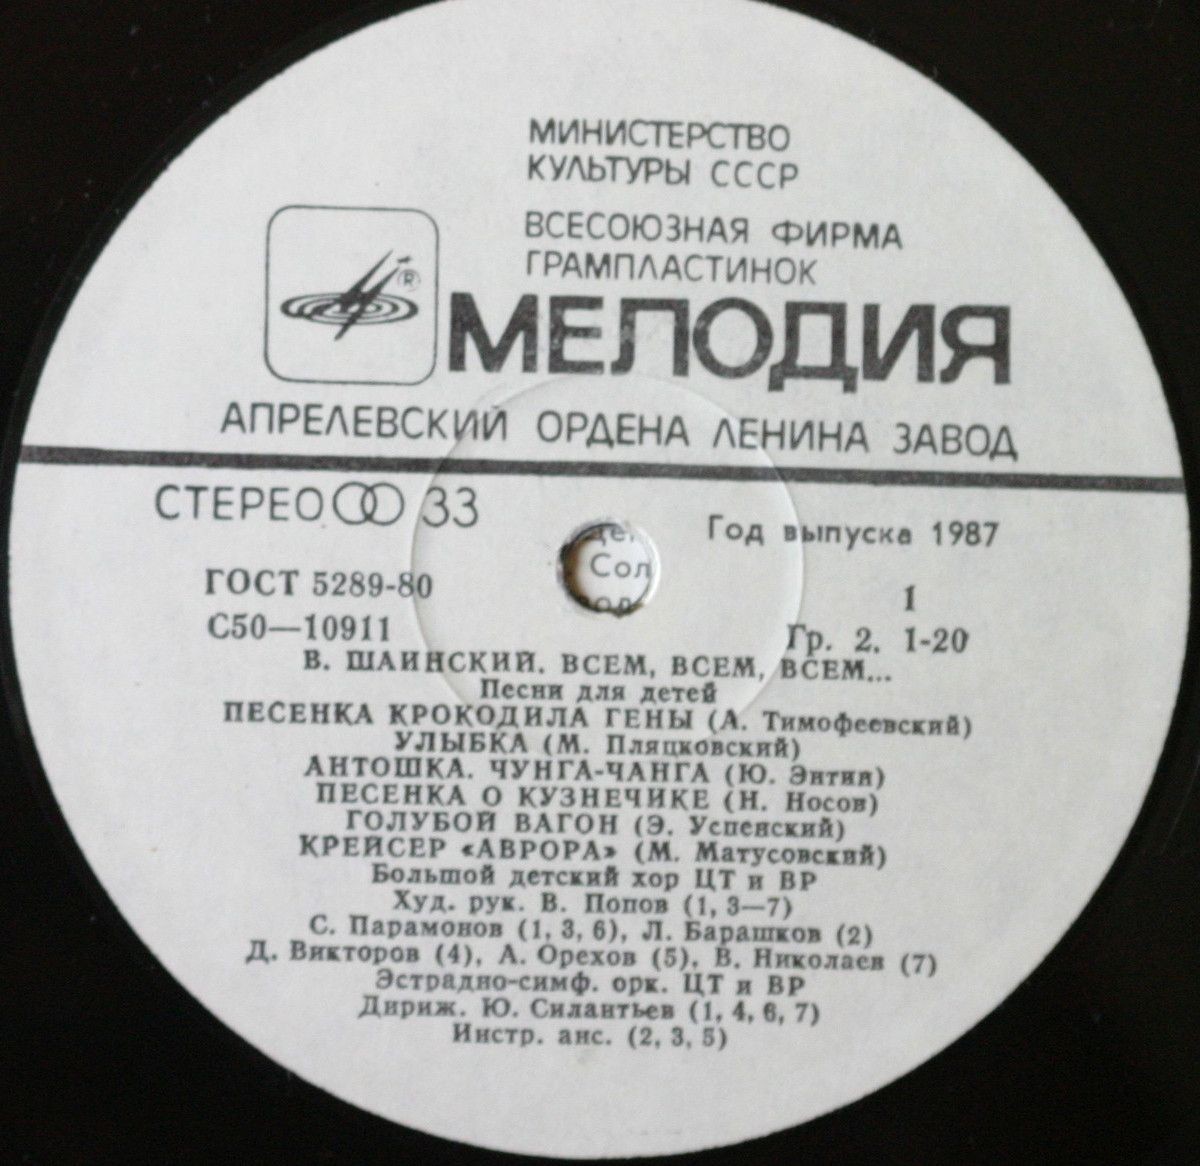 МИНИСТЕРСТВО
КУЛЬТУРЫ СССР
ВСЕСОЮЗНАЯ ФИРМА
ГРАМПЛАСТИНОК
®
МЕЛОДИЯ
АПРЕЛЕВСКИЙ ОРДЕНА ЛЕНИНА ЗАВОД
СТЕРЕО 33
Год выпуска 1987
ГОСТ 5289-80
1
С50—10911
Гр. 2. 1-20
Сол
В. ШАИНСКИЙ. ВСЕМ, ВСЕМ, ВСЕМ...
Песни для детей
ПЕСЕНКА КРОКОДИЛА ГЕНЫ (А. Тимофеевский)
УЛЫБКА (М. Пляцковский)
АНТОШКА. ЧУНГА-ЧАНГА (Ю. Энтин)
ПЕСЕНКА О КУЗНЕЧИКЕ (Н. Носов)
ГОЛУБОЙ ВАГОН (Э. Успенский)
КРЕЙСЕР «АВРОРА» (М. Матусовский)
Большой детский хор ЦТ и ВР
Худ. рук. В. Попов (1, 3—7)
С. Парамонов (1, 3, 6), Л. Барашков (2)
Д. Викторов (4), А. Орехов (5), В. Николаев (7)
Эстрадно-симф. орк. ЦТ и ВР
Дириж. Ю. Силантьев (1, 4, 6, 7)
Инстр. анс. (2, 3, 5)